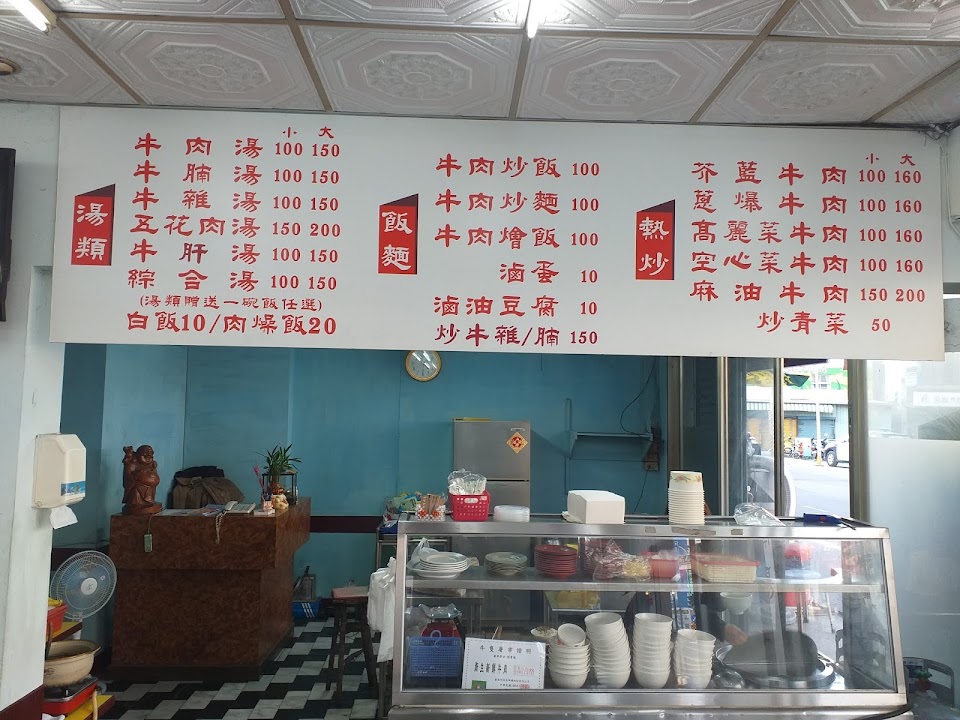 湯類
小 大
牛肉湯 100 150
牛腩湯 100 150
牛雜湯 100 150
五花肉湯 150 200
牛肝湯 100 150
綜合湯 100 150
(湯類贈送一碗飯任選)
白飯10/肉燥飯20
飯麵
牛肉炒飯 100
牛肉炒麵 100
牛肉燴飯 100
滷蛋 10
滷油豆腐 10
炒牛雜/腩 150
熱炒
小 大
芥藍牛肉 100 160
蔥爆牛肉 100 160
高麗菜牛肉 100 160
空心菜牛肉 100 160
麻油牛肉 150 200
炒青菜 50